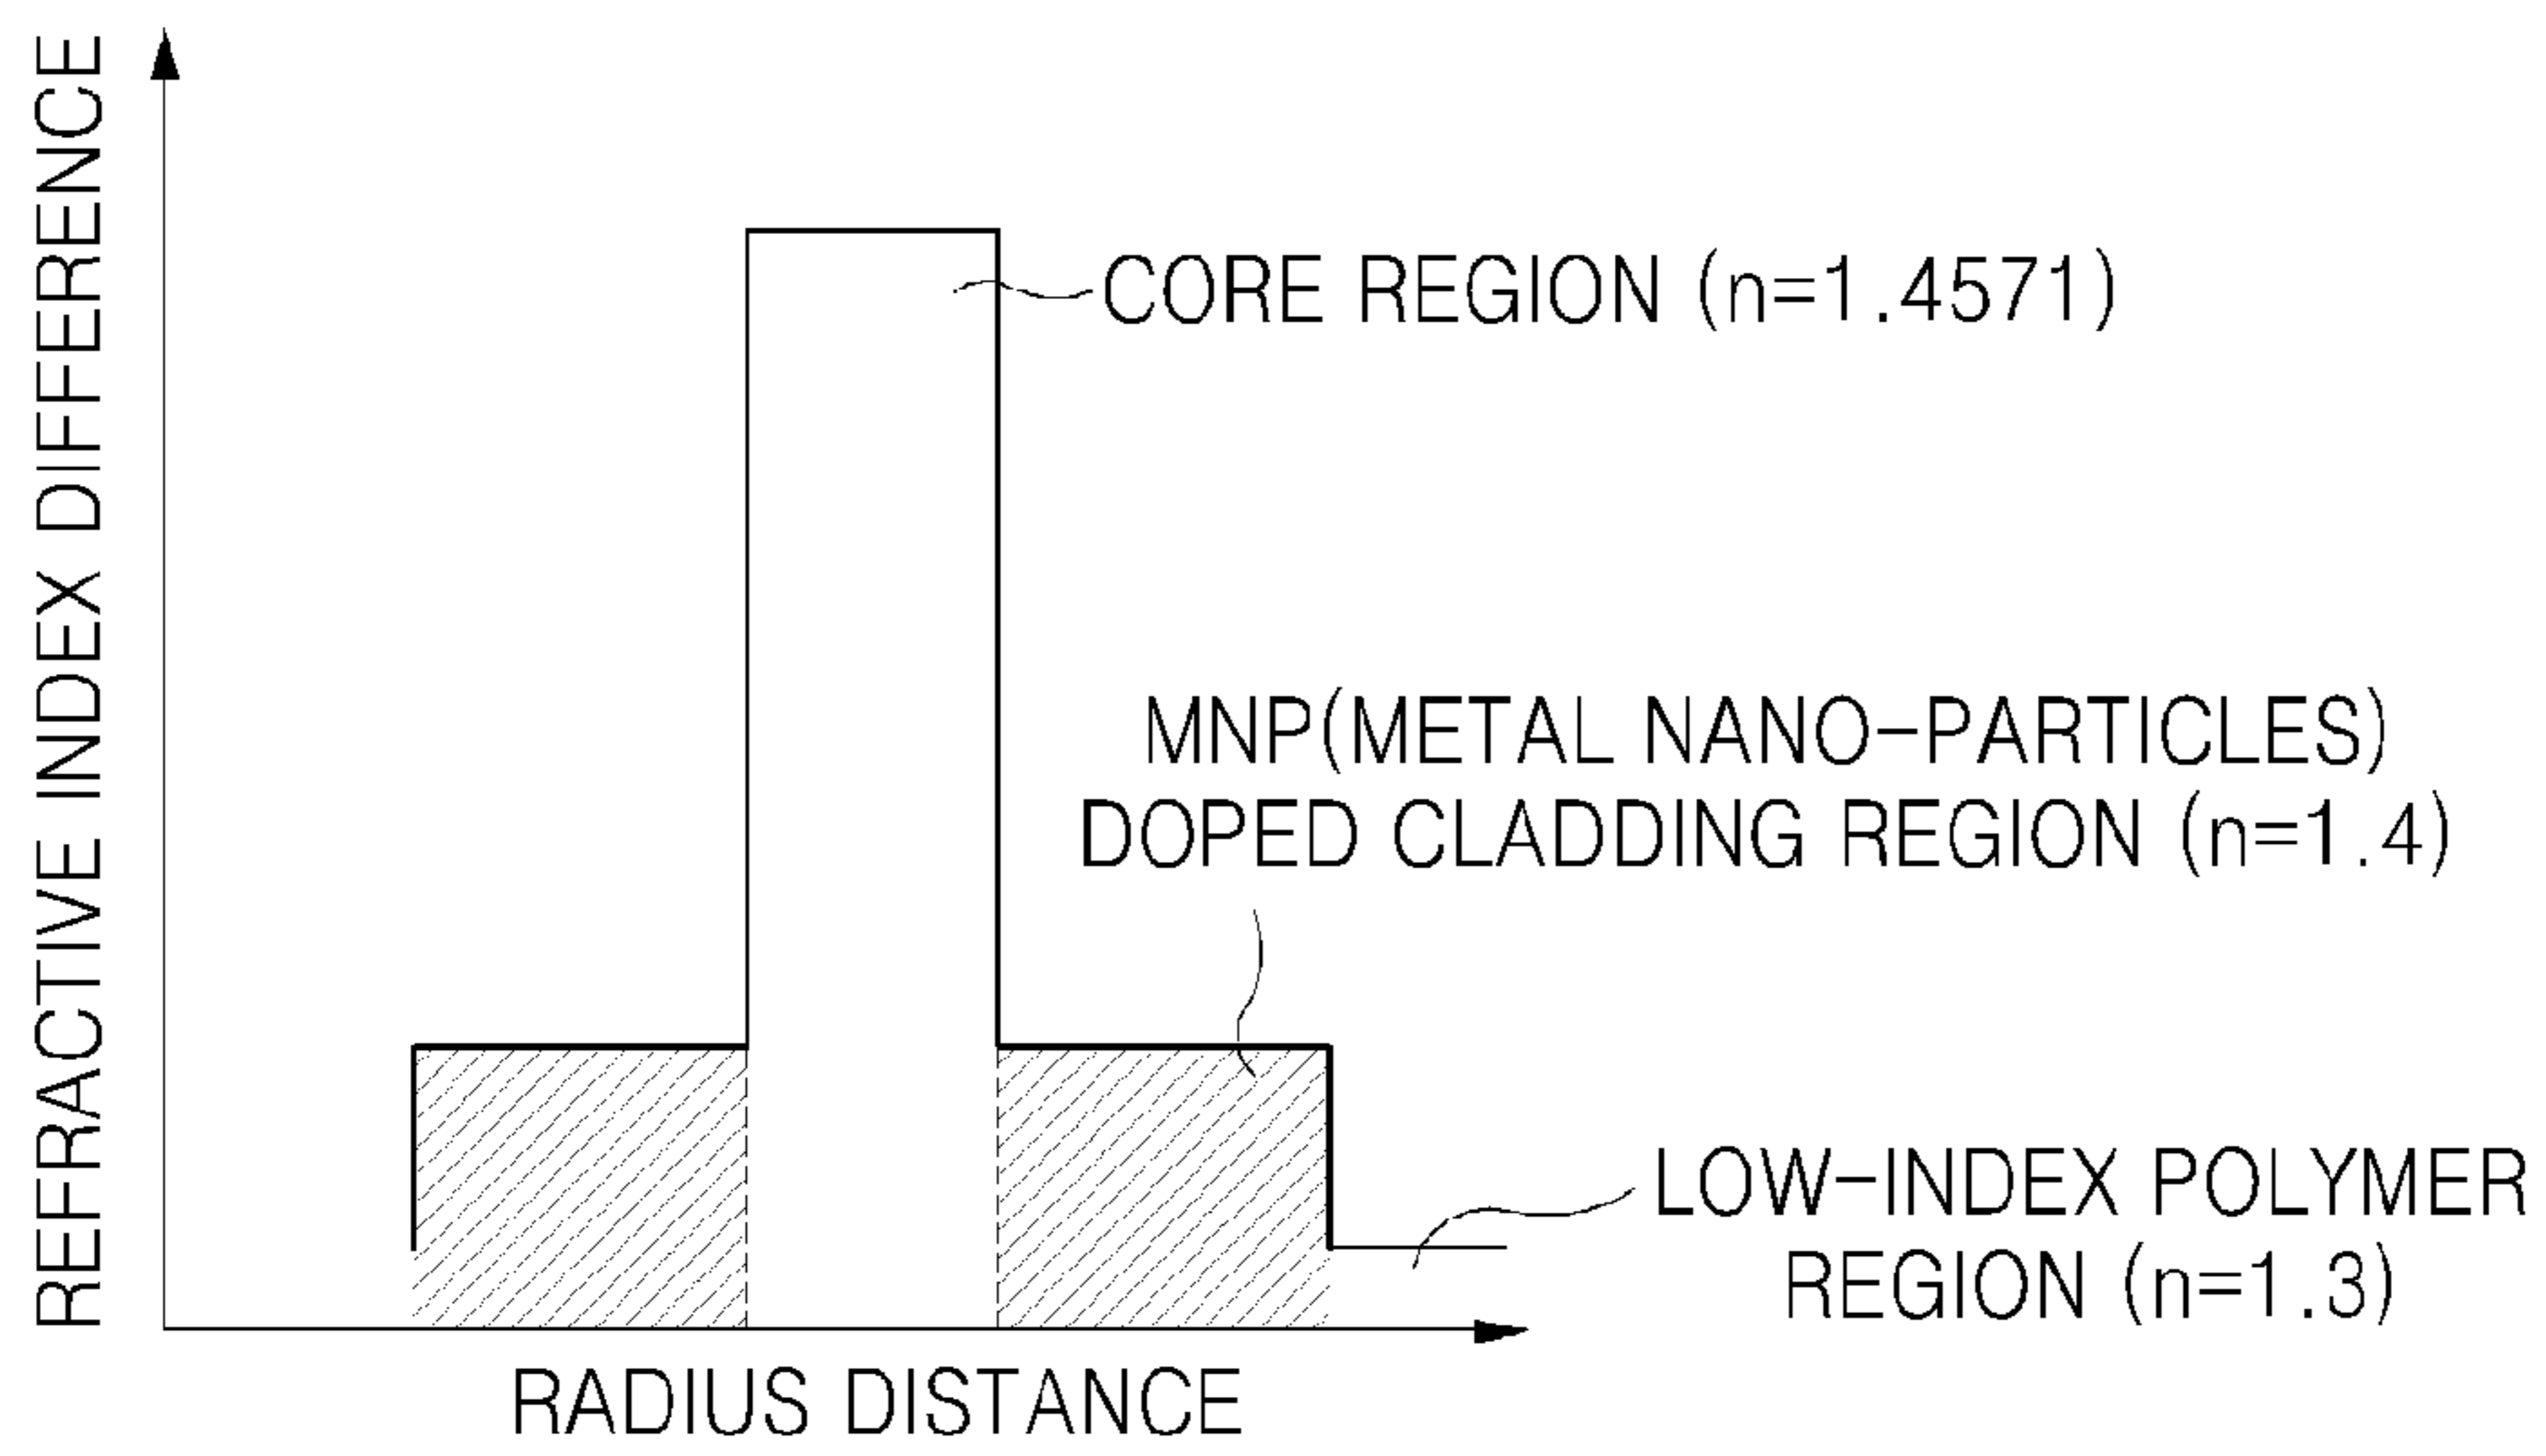 REFRACTIVE INDEX DIFFERENCE
CORE REGION (n=1.4571)
MNP(METAL NANO-PARTICLES)
DOPED CLADDING REGION (n=1.4)
LOW-INDEX POLYMER
REGION (n=1.3)
RADIUS DISTANCE